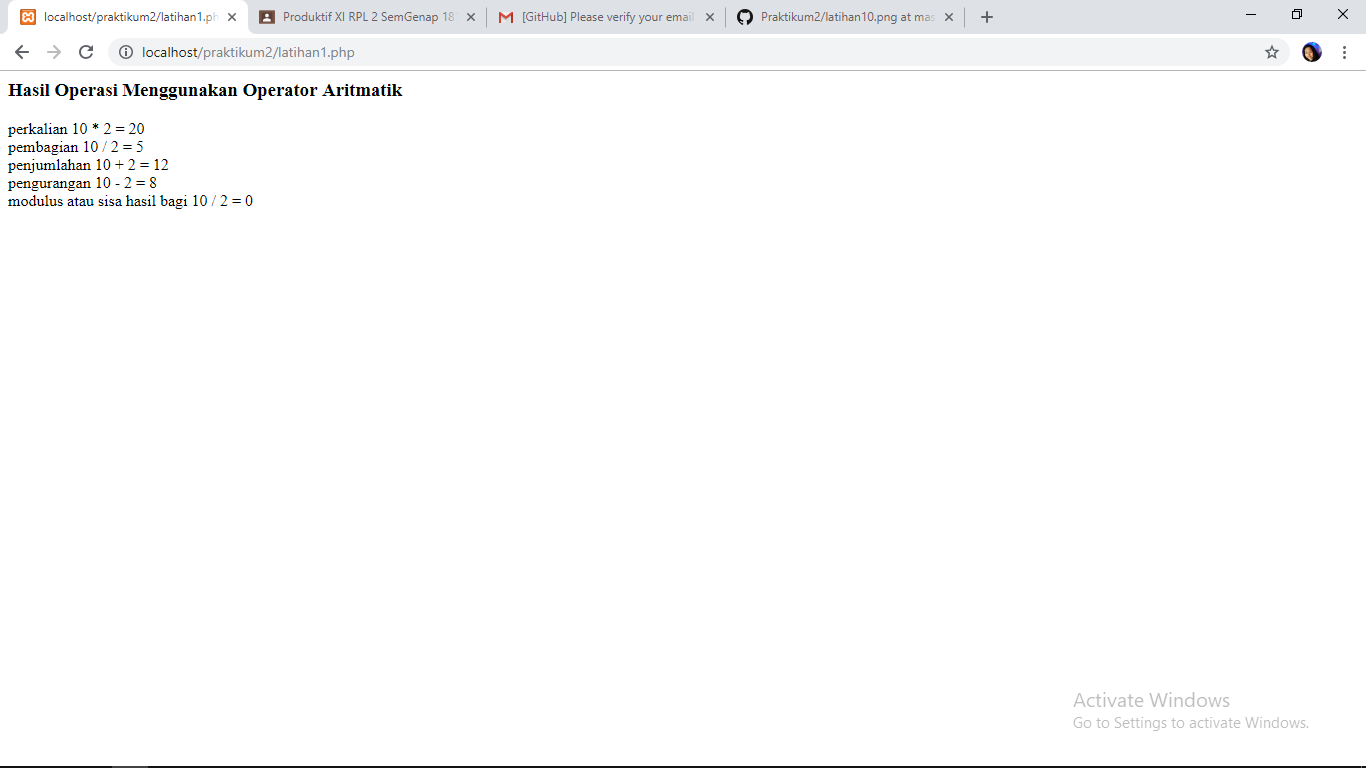 localhost/praktikum2/latihan1.ph
Produktif XI RPL 2 SemGenap 18
[GitHub] Please verify your email
Praktikum2/latihan10.png at mas
localhost/praktikum2/latihan1.php
Hasil Operasi Menggunakan Operator Aritmatik
perkalian 10 * 2 = 20
pembagian 10 / 2 = 5
penjumlahan 10 + 2 = 12
pengurangan 10 - 2 = 8
modulus atau sisa hasil bagi 10 / 2 = 0
Activate Windows
Go to Settings to activate Windows.